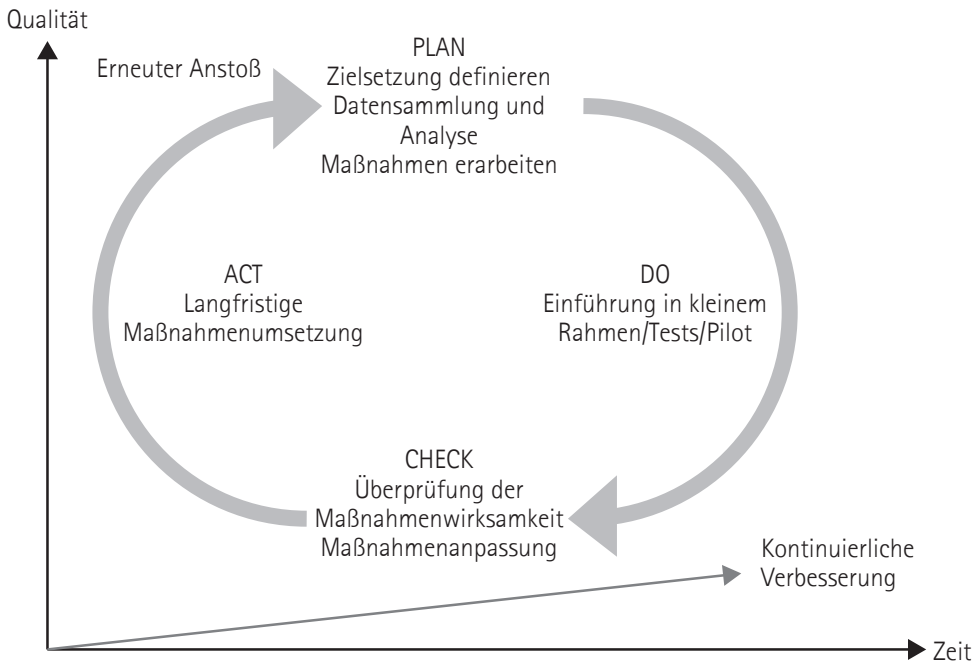 Qualität
Erneuter Anstoß
PLAN
Zielsetzung definieren
Datensammlung und
Analyse
Maßnahmen erarbeiten
ACT
Langfristige
Maßnahmenumsetzung
DO
Einführung in kleinem
Rahmen/Tests/Pilot
CHECK
Überprüfung der
Maßnahmenwirksamkeit
Maßnahmenanpassung
Kontinuierliche
Verbesserung
Zeit